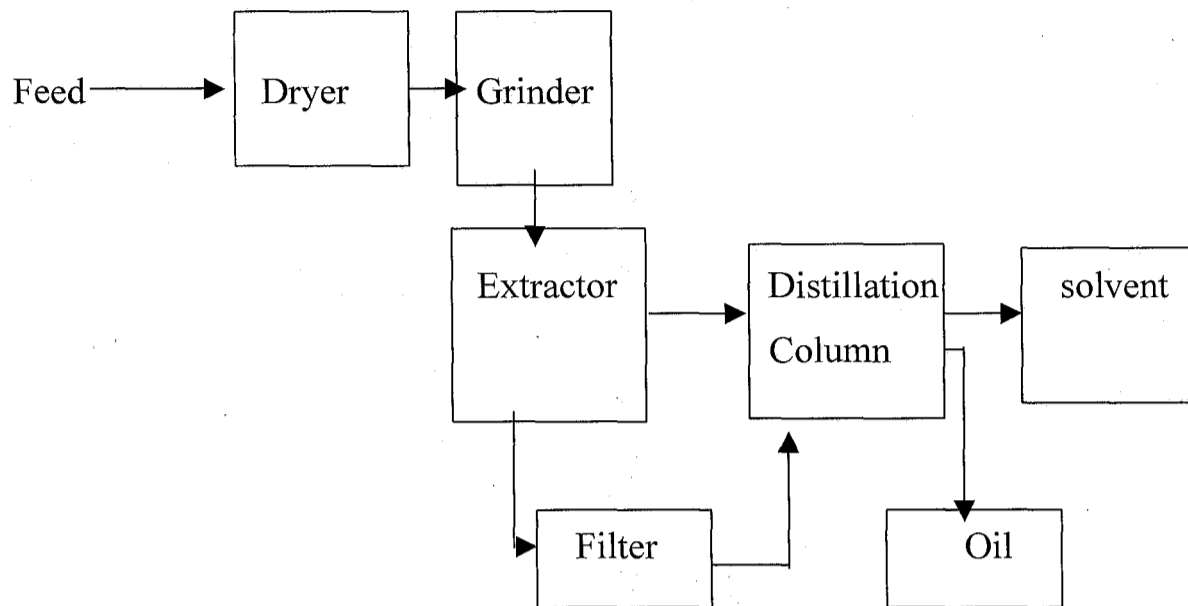 Feed
Dryer
Grinder
Extractor
Distillation
Column
solvent
Filter
Oil